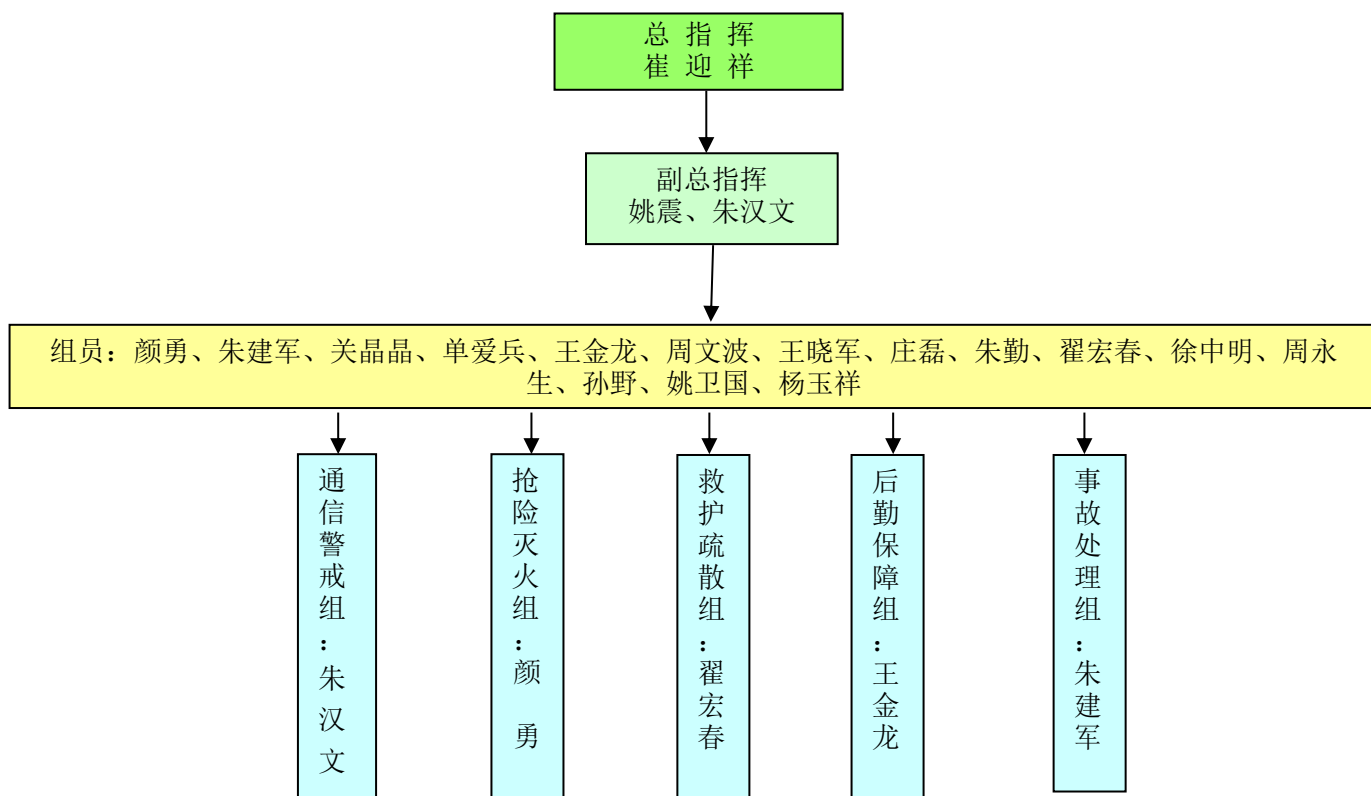 总 指 挥
崔 迎 祥
副总指挥
姚震、朱汉文
组员：颜勇、朱建军、关晶晶、单爱兵、王金龙、周文波、王晓军、庄磊、朱勤、翟宏春、徐中明、周永
生、孙野、姚卫国、杨玉祥
通信警戒组：朱汉文
抢险灭火组：颜 勇
救护疏散组：翟宏春
后勤保障组：王金龙
事故处理组：朱建军